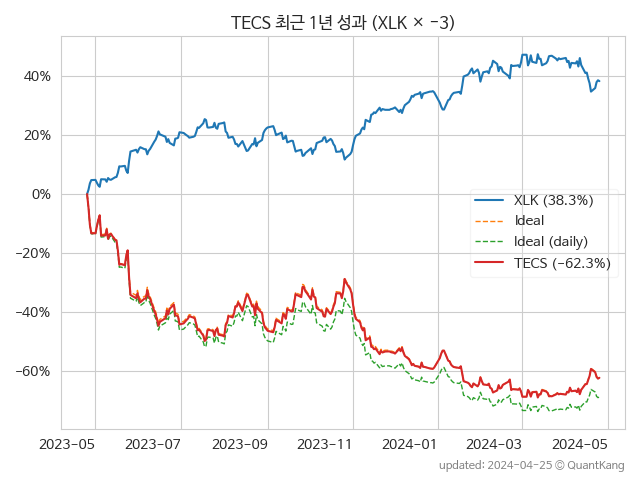 TECS 최근 1년 성과 (XLK × -3)
40%
20%
0%
-20%
-40%
-60%
XLK (38.3%)
Ideal
Ideal (daily)
TECS (-62.3%)
2023-05
2023-07
2023-09
2023-11
2024-01
2024-03
2024-05
updated: 2024-04-25 © QuantKang